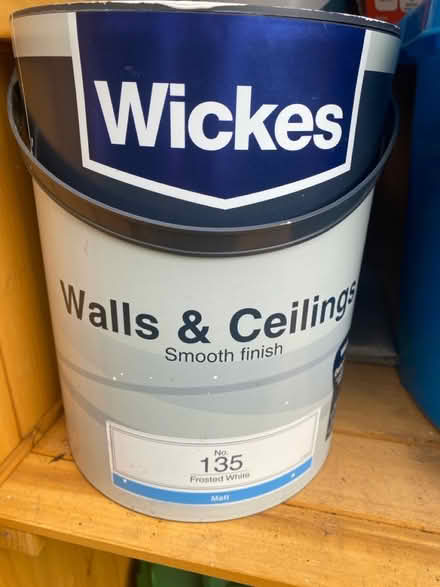 Wickes
Walls & Ceilings
Smooth finish
No.
135
Frosted White
Matt